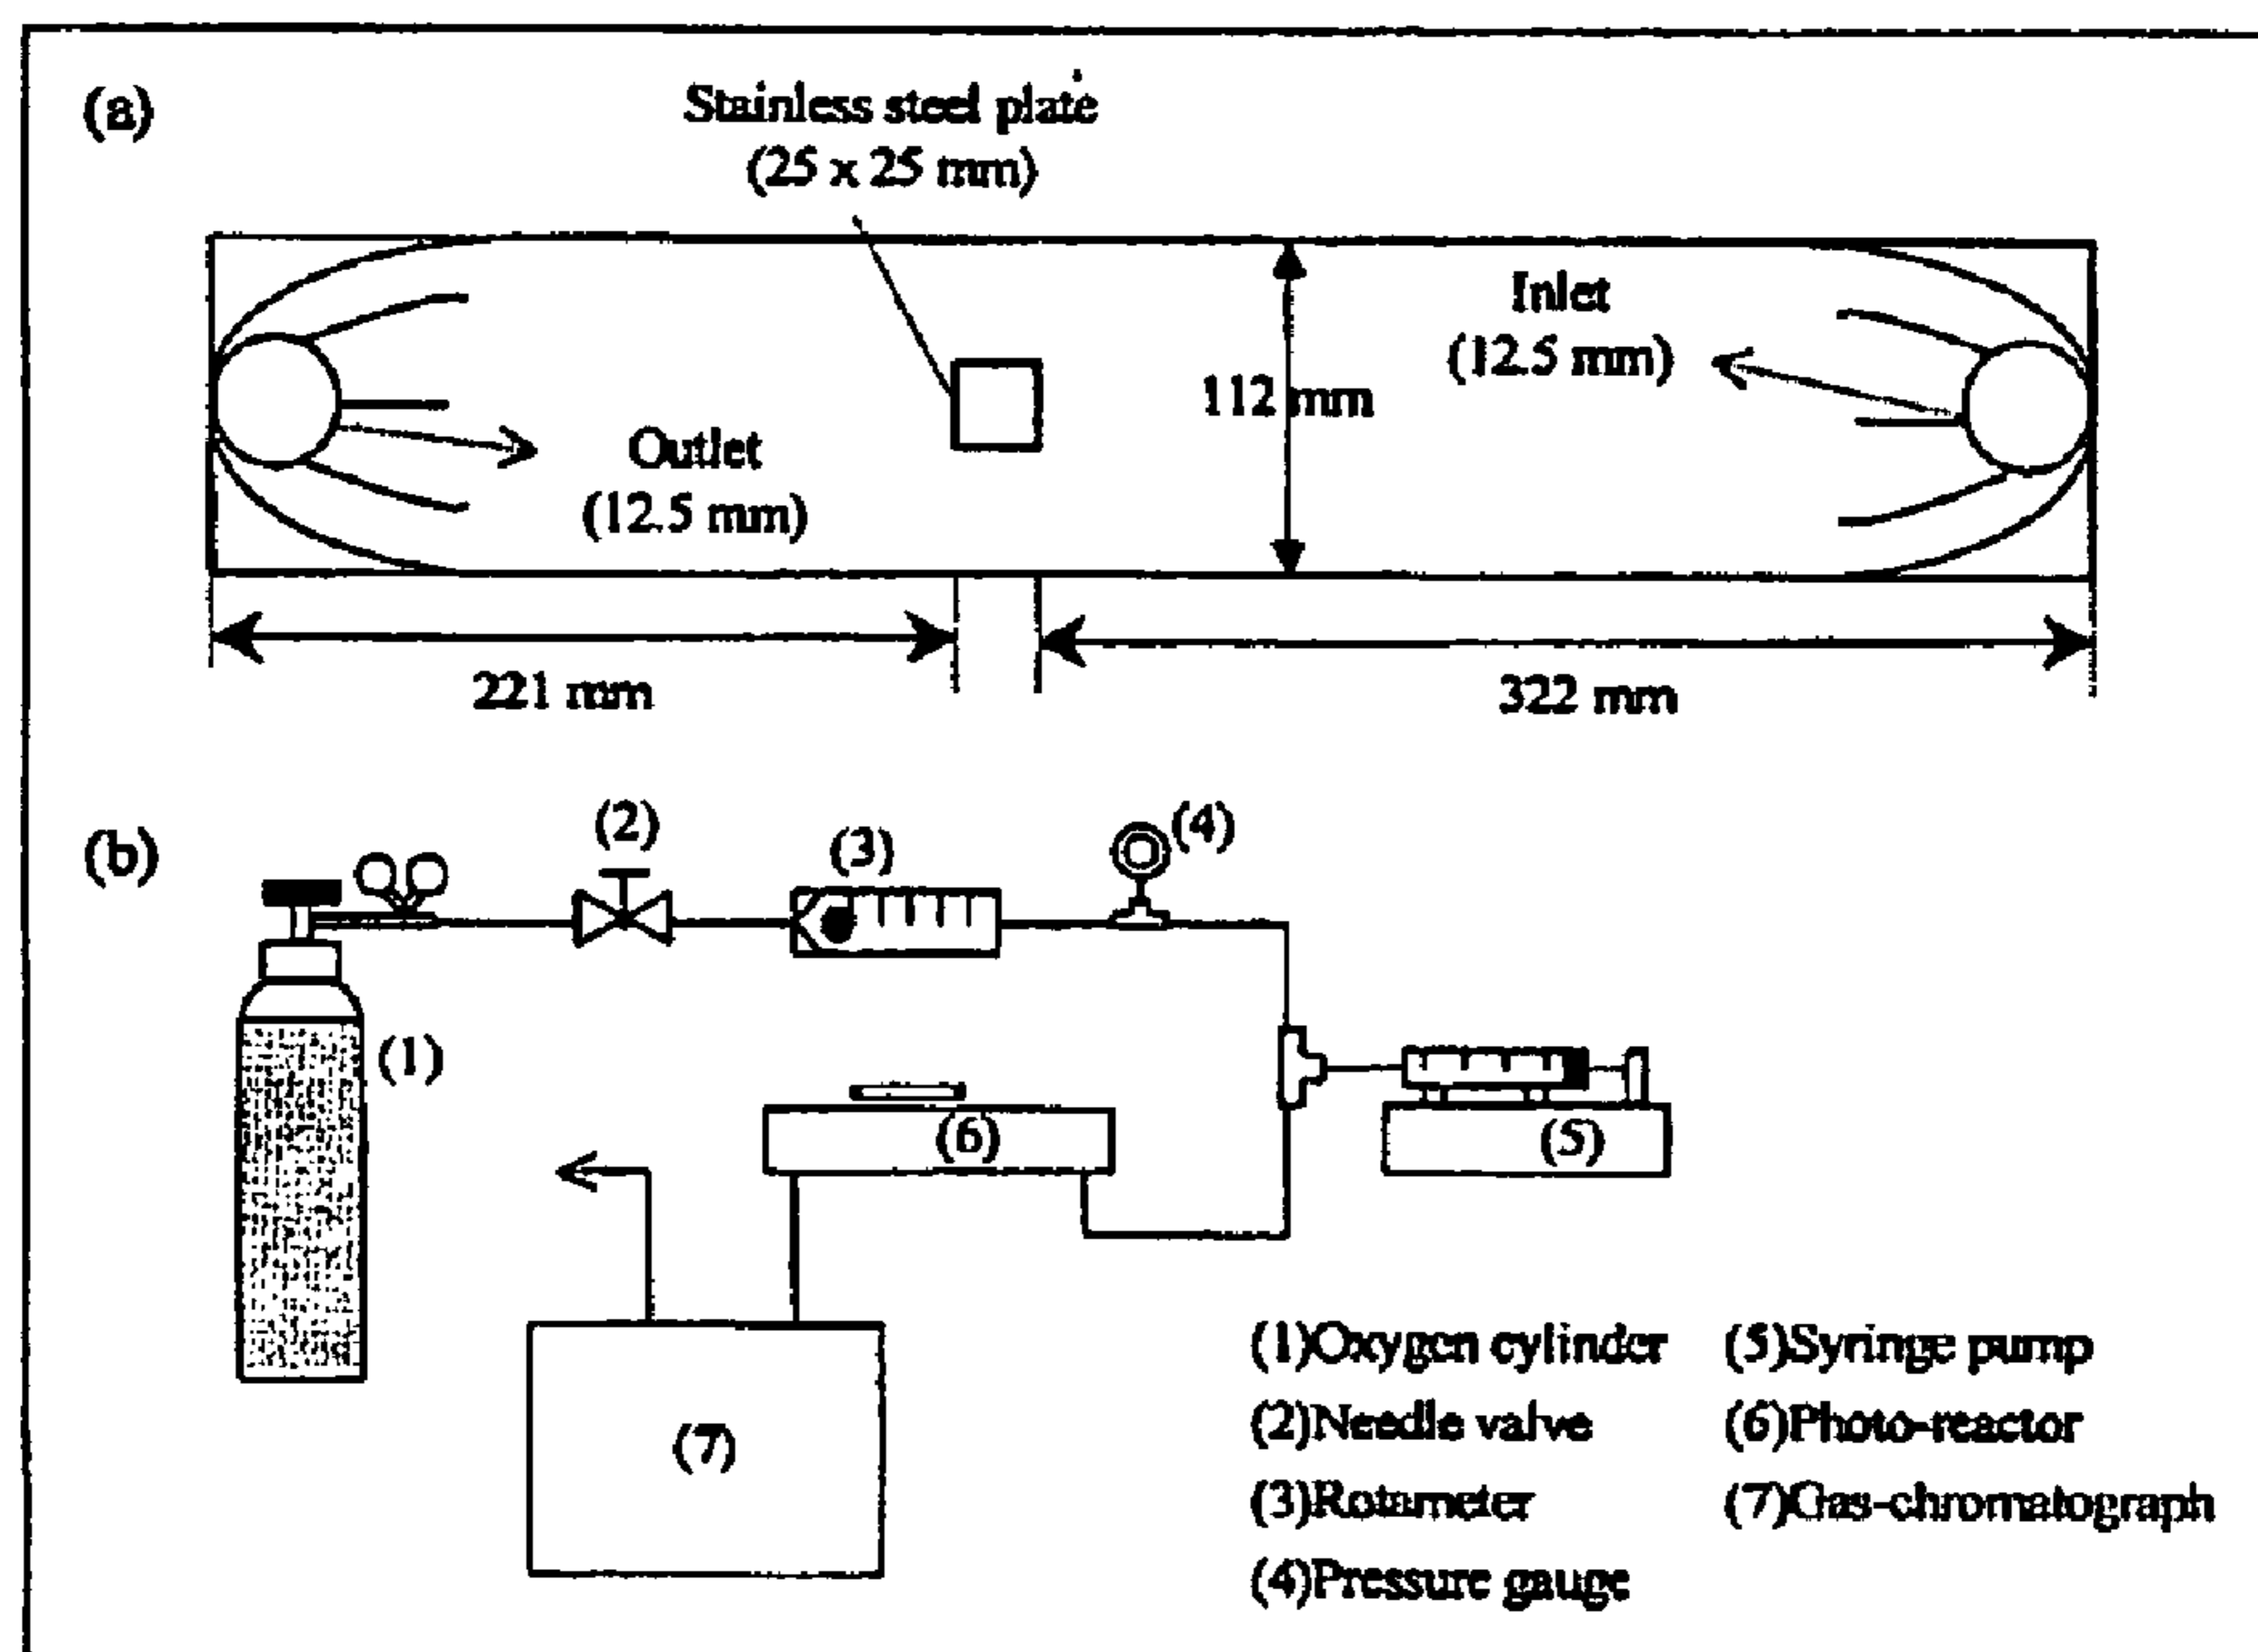 (a)
Stainless steel plate
(25 x 25 mm)
Inlet
(12.5 mm)
112 mm
Outlet
(12.5 mm)
221 mm
322 mm
(b)
(2)
(3)
(4)
(1)
(6)
(5)
(7)
(1)Oxygen cylinder
(2)Needle valve
(3)Rotameter
(4)Pressure gauge
(5)Syringe pump
(6)Photo-reactor
(7)Gas-chromatograph